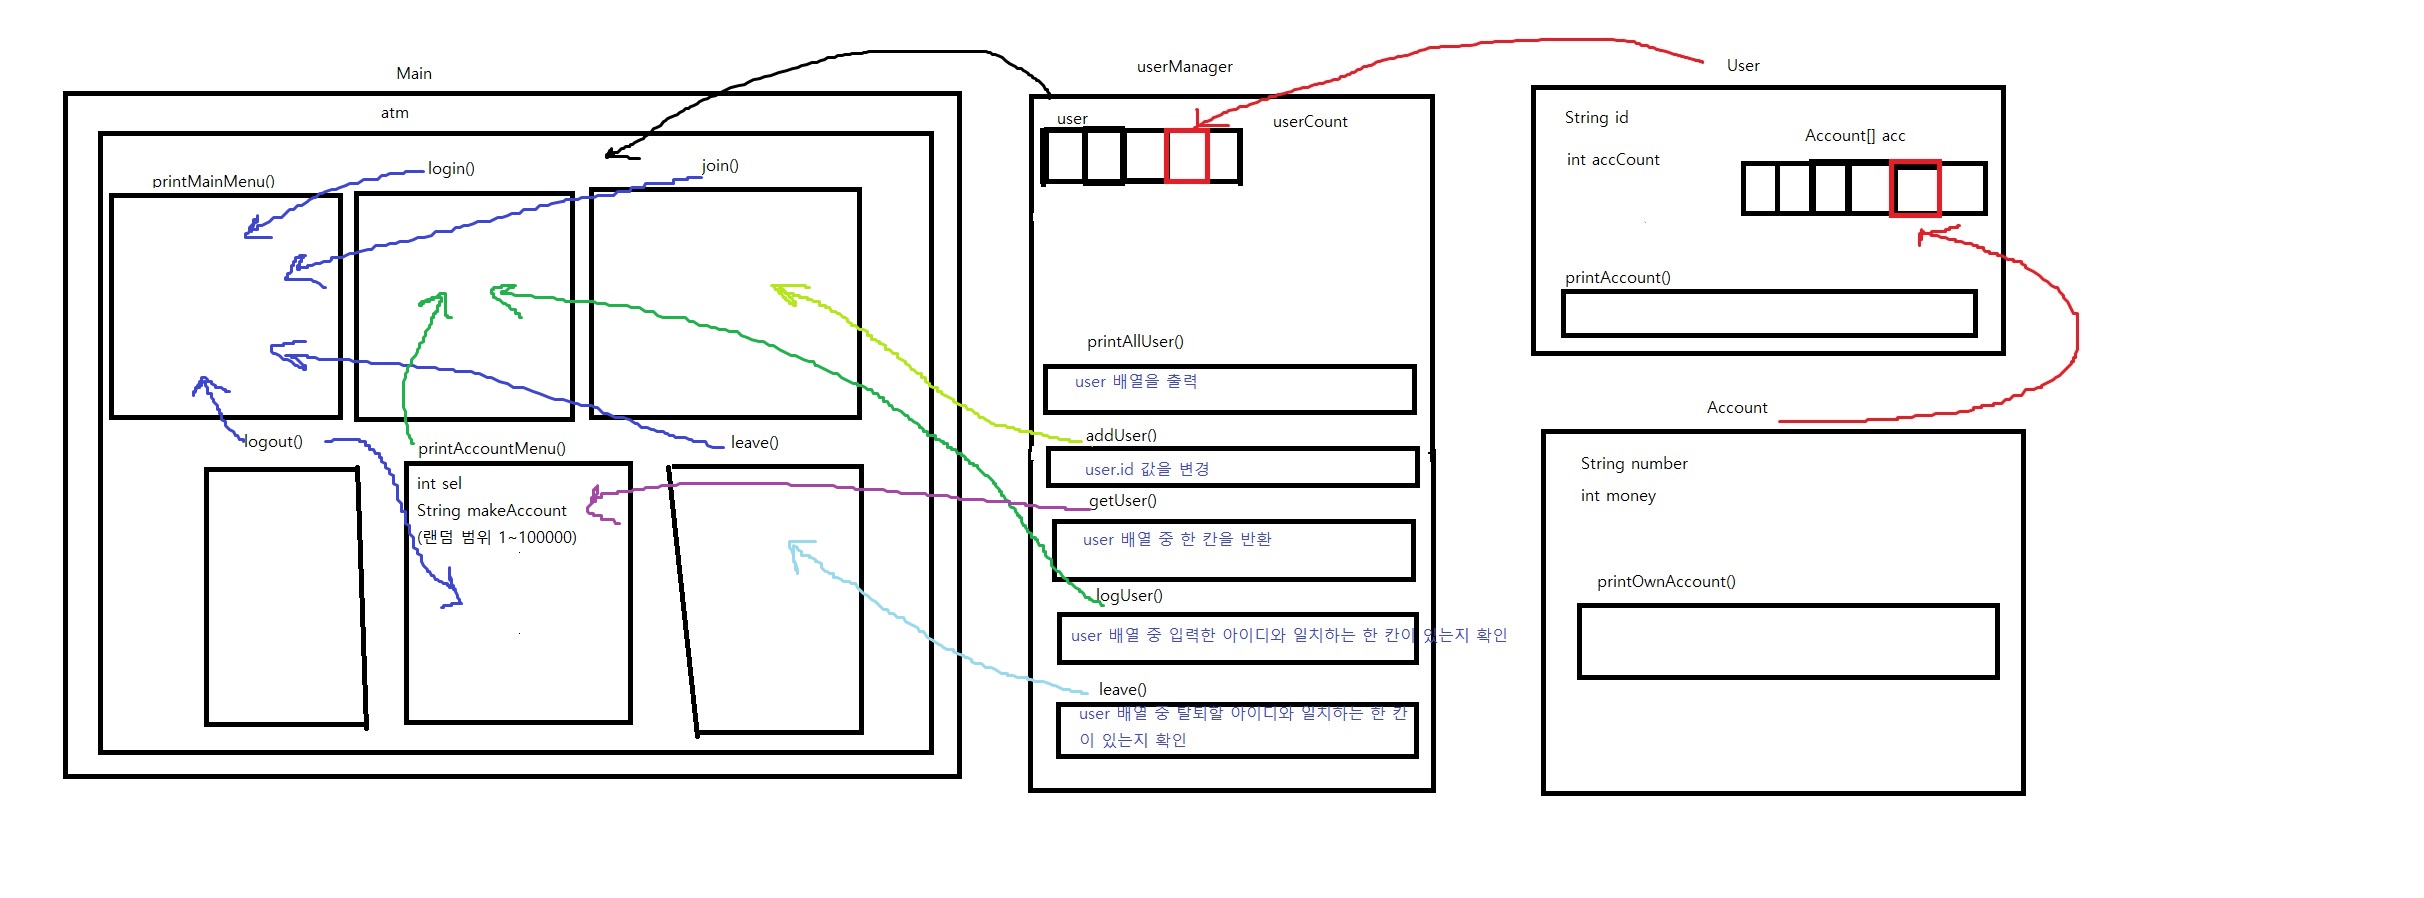 Main
atm
printMainMenu()
login()
join()
logout()
printAccountMenu()
leave()
int sel
String makeAccount
(랜덤 범위 1~100000)
userManager
user
userCount
printAllUser()
user 배열을 출력
addUser()
user.id 값을 변경
getUser()
user 배열 중 한 칸을 반환
logUser()
user 배열 중 입력한 아이디와 일치하는 한 칸이 있는지 확인
leave()
user 배열 중 탈퇴할 아이디와 일치하는 한 칸
이 있는지 확인
User
String id
Account[] acc
int accCount
printAccount()
Account
String number
int money
printOwnAccount()